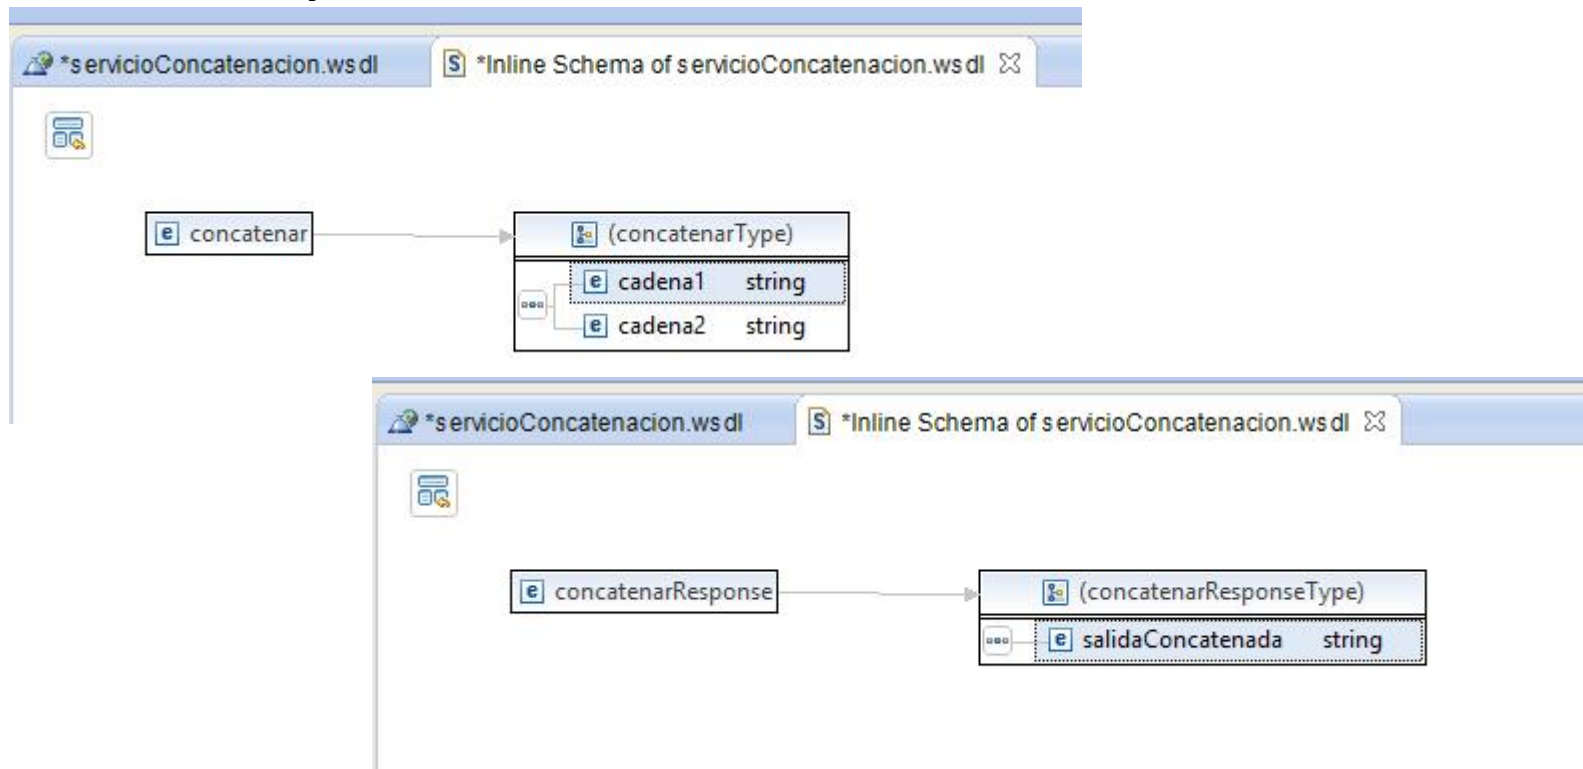 *servicioConcatenacion.wsdl
*Inline Schema of servicioConcatenacion.wsdl
concatenar
(concatenarType)
cadena1 string
cadena2 string
*servicioConcatenacion.wsdl
*Inline Schema of servicioConcatenacion.wsdl
concatenarResponse
(concatenarResponseType)
salidaConcatenada string